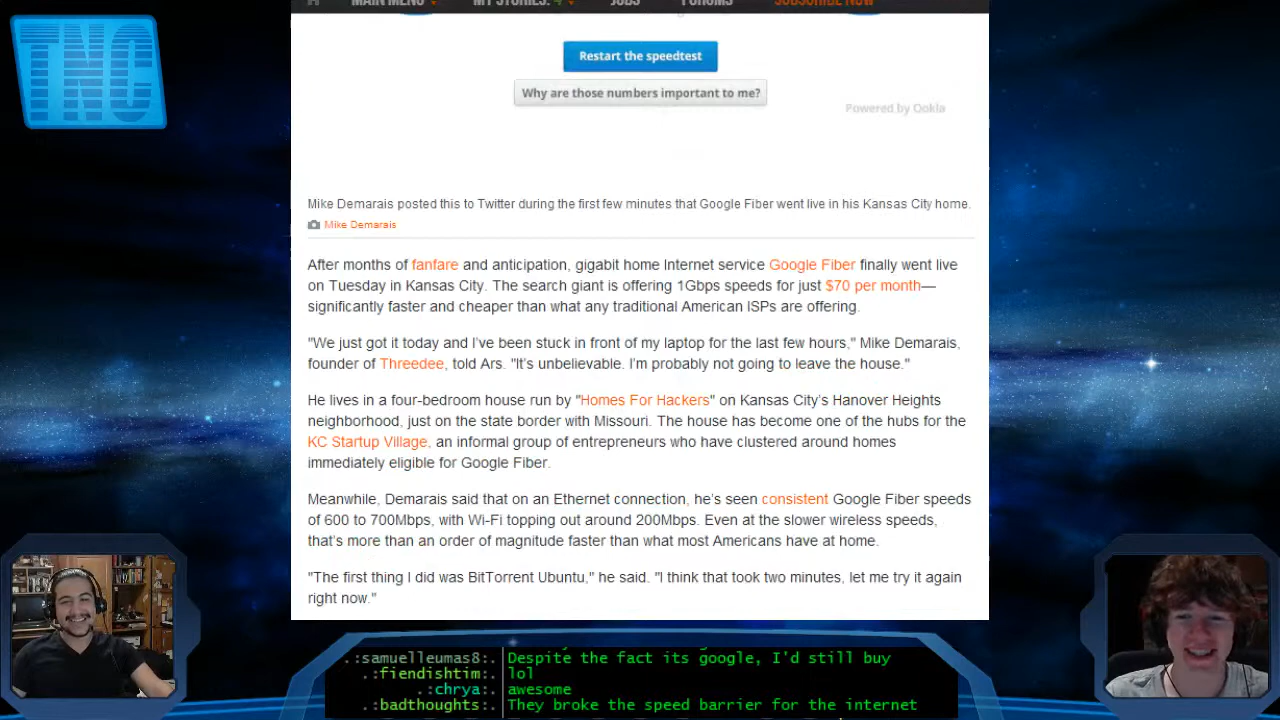 MAIN MENU MY STORIES: 4 JOBS FORUMS SUBSCRIBE NOW
TNC
Restart the speedtest
Why are those numbers important to me?
Powered by Ookla
Mike Demarais posted this to Twitter during the first few minutes that Google Fiber went live in his Kansas City home.
Mike Demarais
After months of fanfare and anticipation, gigabit home Internet service Google Fiber finally went live
on Tuesday in Kansas City. The search giant is offering 1Gbps speeds for just $70 per month—
significantly faster and cheaper than what any traditional American ISPs are offering.
"We just got it today and I've been stuck in front of my laptop for the last few hours," Mike Demarais,
founder of Threedee, told Ars. "It's unbelievable. I'm probably not going to leave the house."
He lives in a four-bedroom house run by "Homes For Hackers" on Kansas City's Hanover Heights
neighborhood, just on the state border with Missouri. The house has become one of the hubs for the
KC Startup Village, an informal group of entrepreneurs who have clustered around homes
immediately eligible for Google Fiber.
Meanwhile, Demarais said that on an Ethernet connection, he's seen consistent Google Fiber speeds
of 600 to 700Mbps, with Wi-Fi topping out around 200Mbps. Even at the slower wireless speeds,
that's more than an order of magnitude faster than what most Americans have at home.
"The first thing I did was BitTorrent Ubuntu," he said. "I think that took two minutes, let me try it again
right now."
.:samuelleumas8:. Despite the fact its google, I'd still buy
.:fiendishtim:. lol
.:chrya:. awesome
.:badthoughts:. They broke the speed barrier for the internet